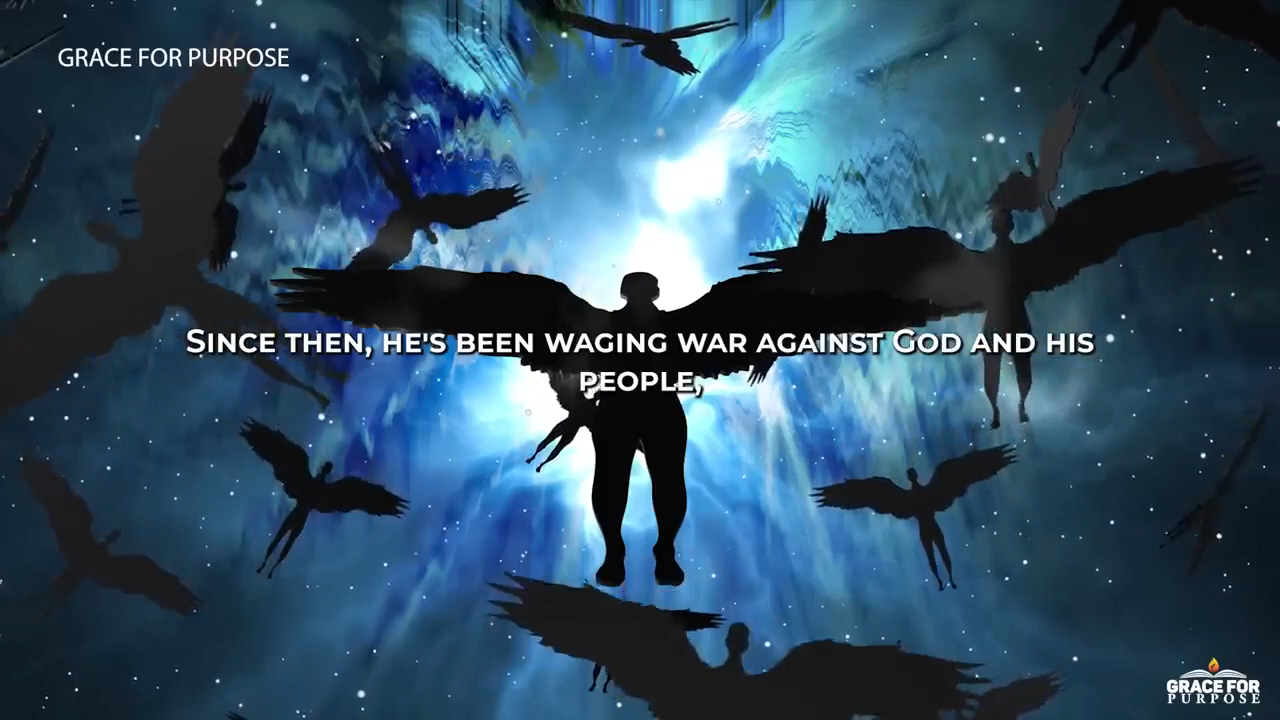 GRACE FOR PURPOSE
SINCE THEN, HE'S BEEN WAGING WAR AGAINST GOD AND HIS
PEOPLE,
GRACE FOR
PURPOSE